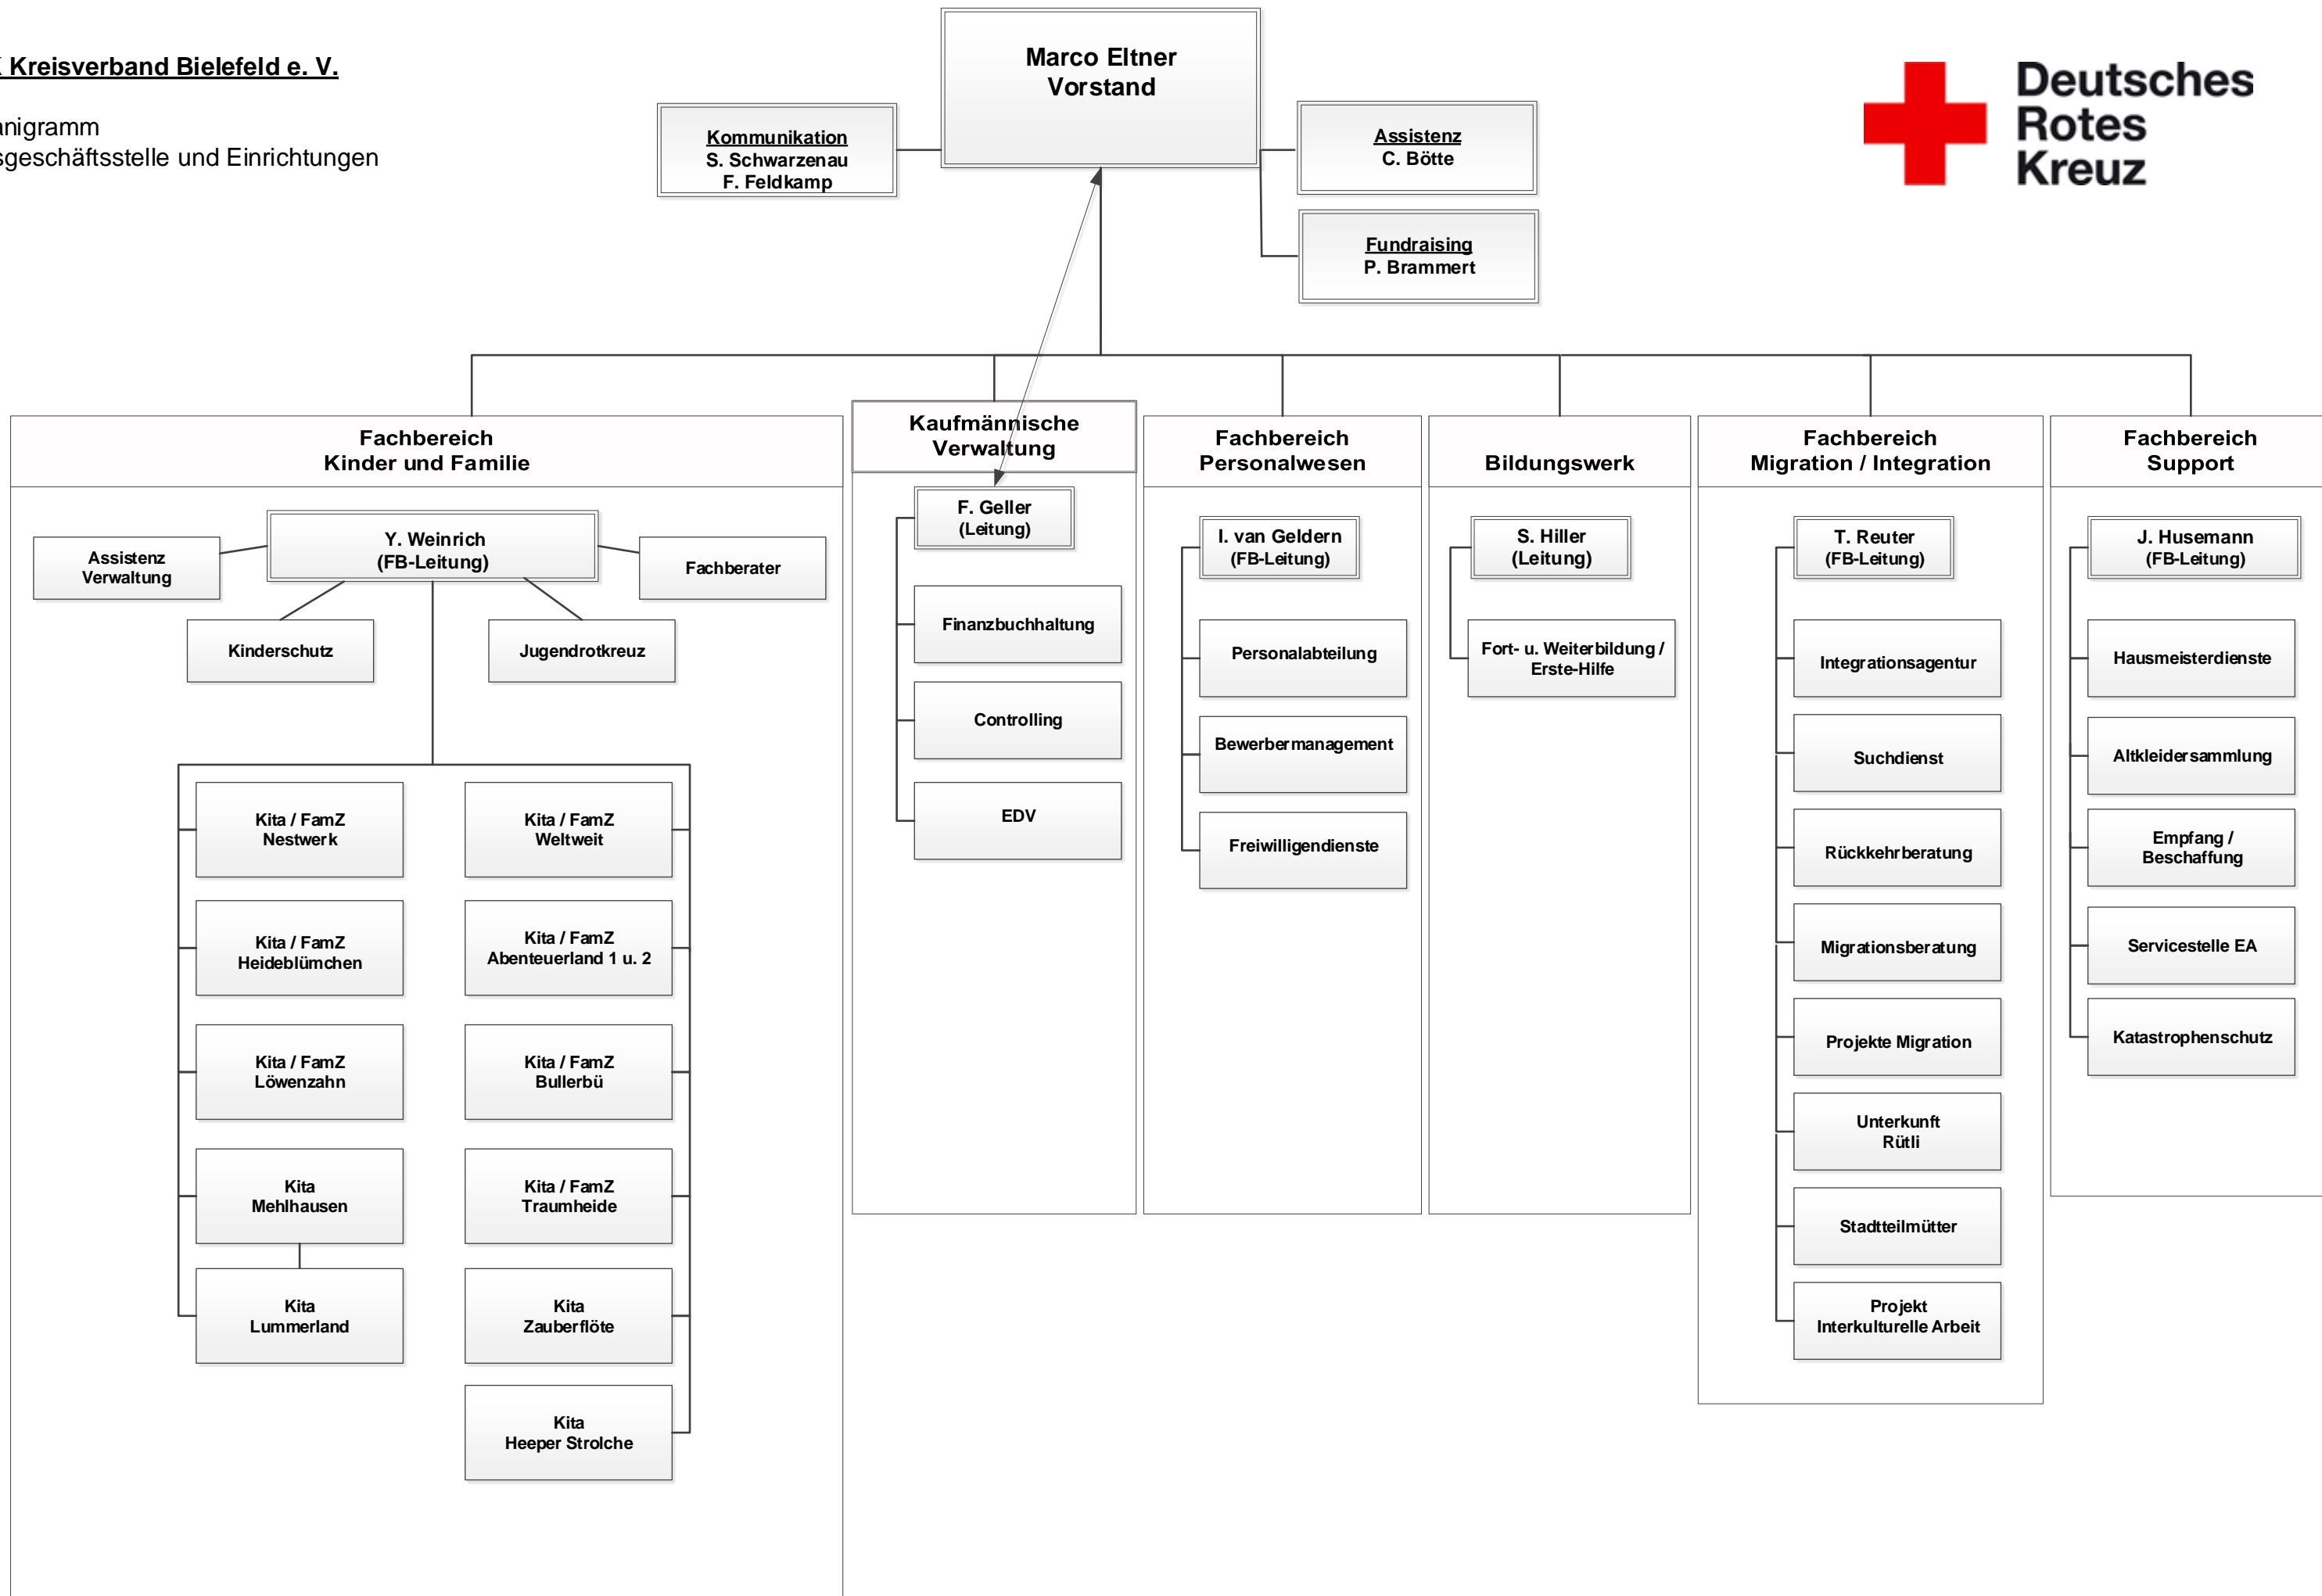 Kreisverband Bielefeld e. V.
anigramm
sgeschäftsstelle und Einrichtungen
Marco Eltner
Vorstand
Kommunikation
S. Schwarzenau
F. Feldkamp
Assistenz
C. Bötte
Fundraising
P. Brammert
Deutsches
Rotes
Kreuz
Fachbereich
Kinder und Familie
Y. Weinrich
(FB-Leitung)
Assistenz
Verwaltung
Fachberater
Kinderschutz
Jugendrotkreuz
Kita / FamZ
Nestwerk
Kita / FamZ
Weltweit
Kita / FamZ
Heideblümchen
Kita / FamZ
Abenteuerland 1 u. 2
Kita / FamZ
Löwenzahn
Kita / FamZ
Bullerbü
Kita
Mehlhausen
Kita / FamZ
Traumheide
Kita
Lummerland
Kita
Zauberflöte
Kita
Heeper Strolche
Kaufmännische
Verwaltung
F. Geller
(Leitung)
Finanzbuchhaltung
Controlling
EDV
Fachbereich
Personalwesen
I. van Geldern
(FB-Leitung)
Personalabteilung
Bewerbermanagement
Freiwilligendienste
Bildungswerk
S. Hiller
(Leitung)
Fort- u. Weiterbildung /
Erste-Hilfe
Fachbereich
Migration / Integration
T. Reuter
(FB-Leitung)
Integrationsagentur
Suchdienst
Rückkehrberatung
Migrationsberatung
Projekte Migration
Unterkunft
Rütli
Stadtteilmütter
Projekt
Interkulturelle Arbeit
Fachbereich
Support
J. Husemann
(FB-Leitung)
Hausmeisterdienste
Altkleidersammlung
Empfang /
Beschaffung
Servicestelle EA
Katastrophenschutz